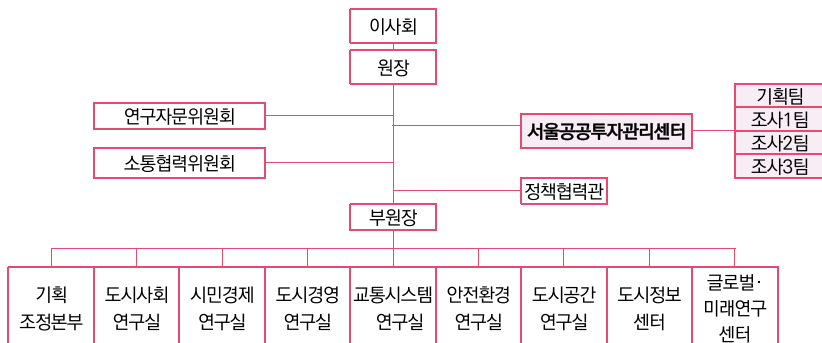 이사회
원장
연구자문위원회
소통협력위원회
서울공공투자관리센터
기획팀
조사1팀
조사2팀
조사3팀
정책협력관
부원장
기획
조정본부
도시사회
연구실
시민경제
연구실
도시경영
연구실
교통시스템
연구실
안전환경
연구실
도시공간
연구실
도시정보
센터
글로벌·
미래연구
센터